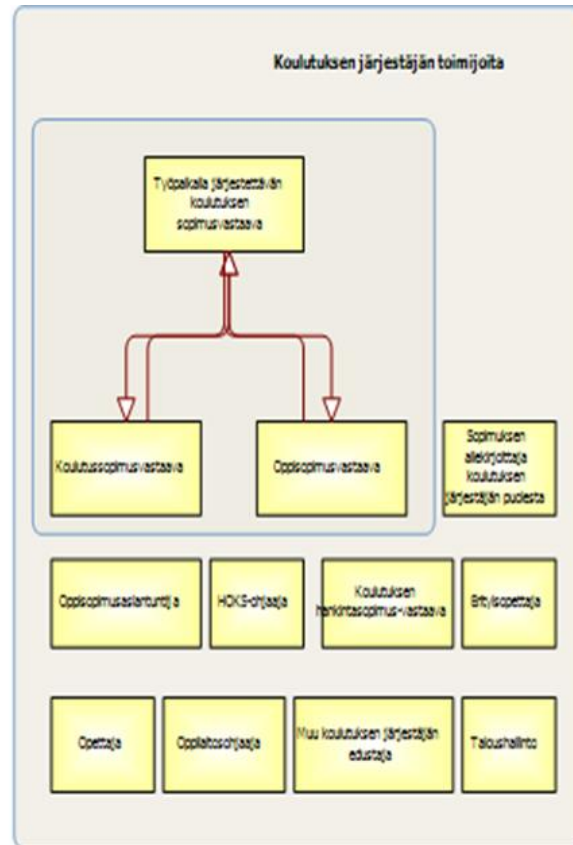 Koulutuksen järjestäjän toimijoita
Työpaikalla järjestettävän
koulutuksen
sopimusvastaava
Koulutussopimusvastaava
Oppisopimusvastaava
Sopimuksen
allekirjoittaja
koulutuksen
järjestäjän puolesta
Oppisopimusasiantuntija
HOKS-ohjaaja
Koulutuksen
hankintasopimus-vastaava
Erityisopettaja
Opettaja
Oppilaitosohjaaja
Muu koulutuksen järjestäjän
edustaja
Taloushallinto